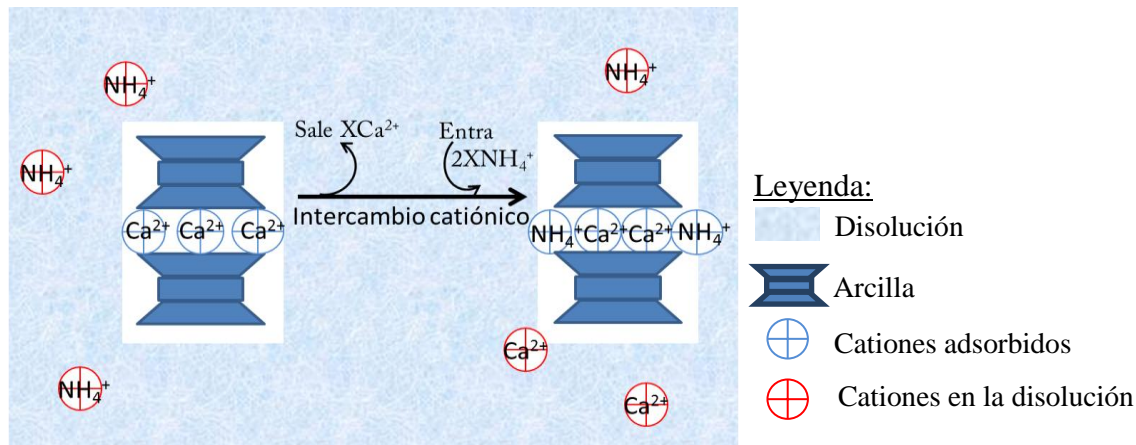 NH₄⁺
NH₄⁺
NH₄⁺
Sale XCa²⁺
Entra
2XNH₄⁺
Intercambio catiónico
Ca²⁺ Ca²⁺ Ca²⁺
NH₄⁺ Ca²⁺ Ca²⁺ NH₄⁺
Ca²⁺
NH₄⁺
Ca²⁺
Leyenda:
Disolución
Arcilla
Cationes adsorbidos
Cationes en la disolución